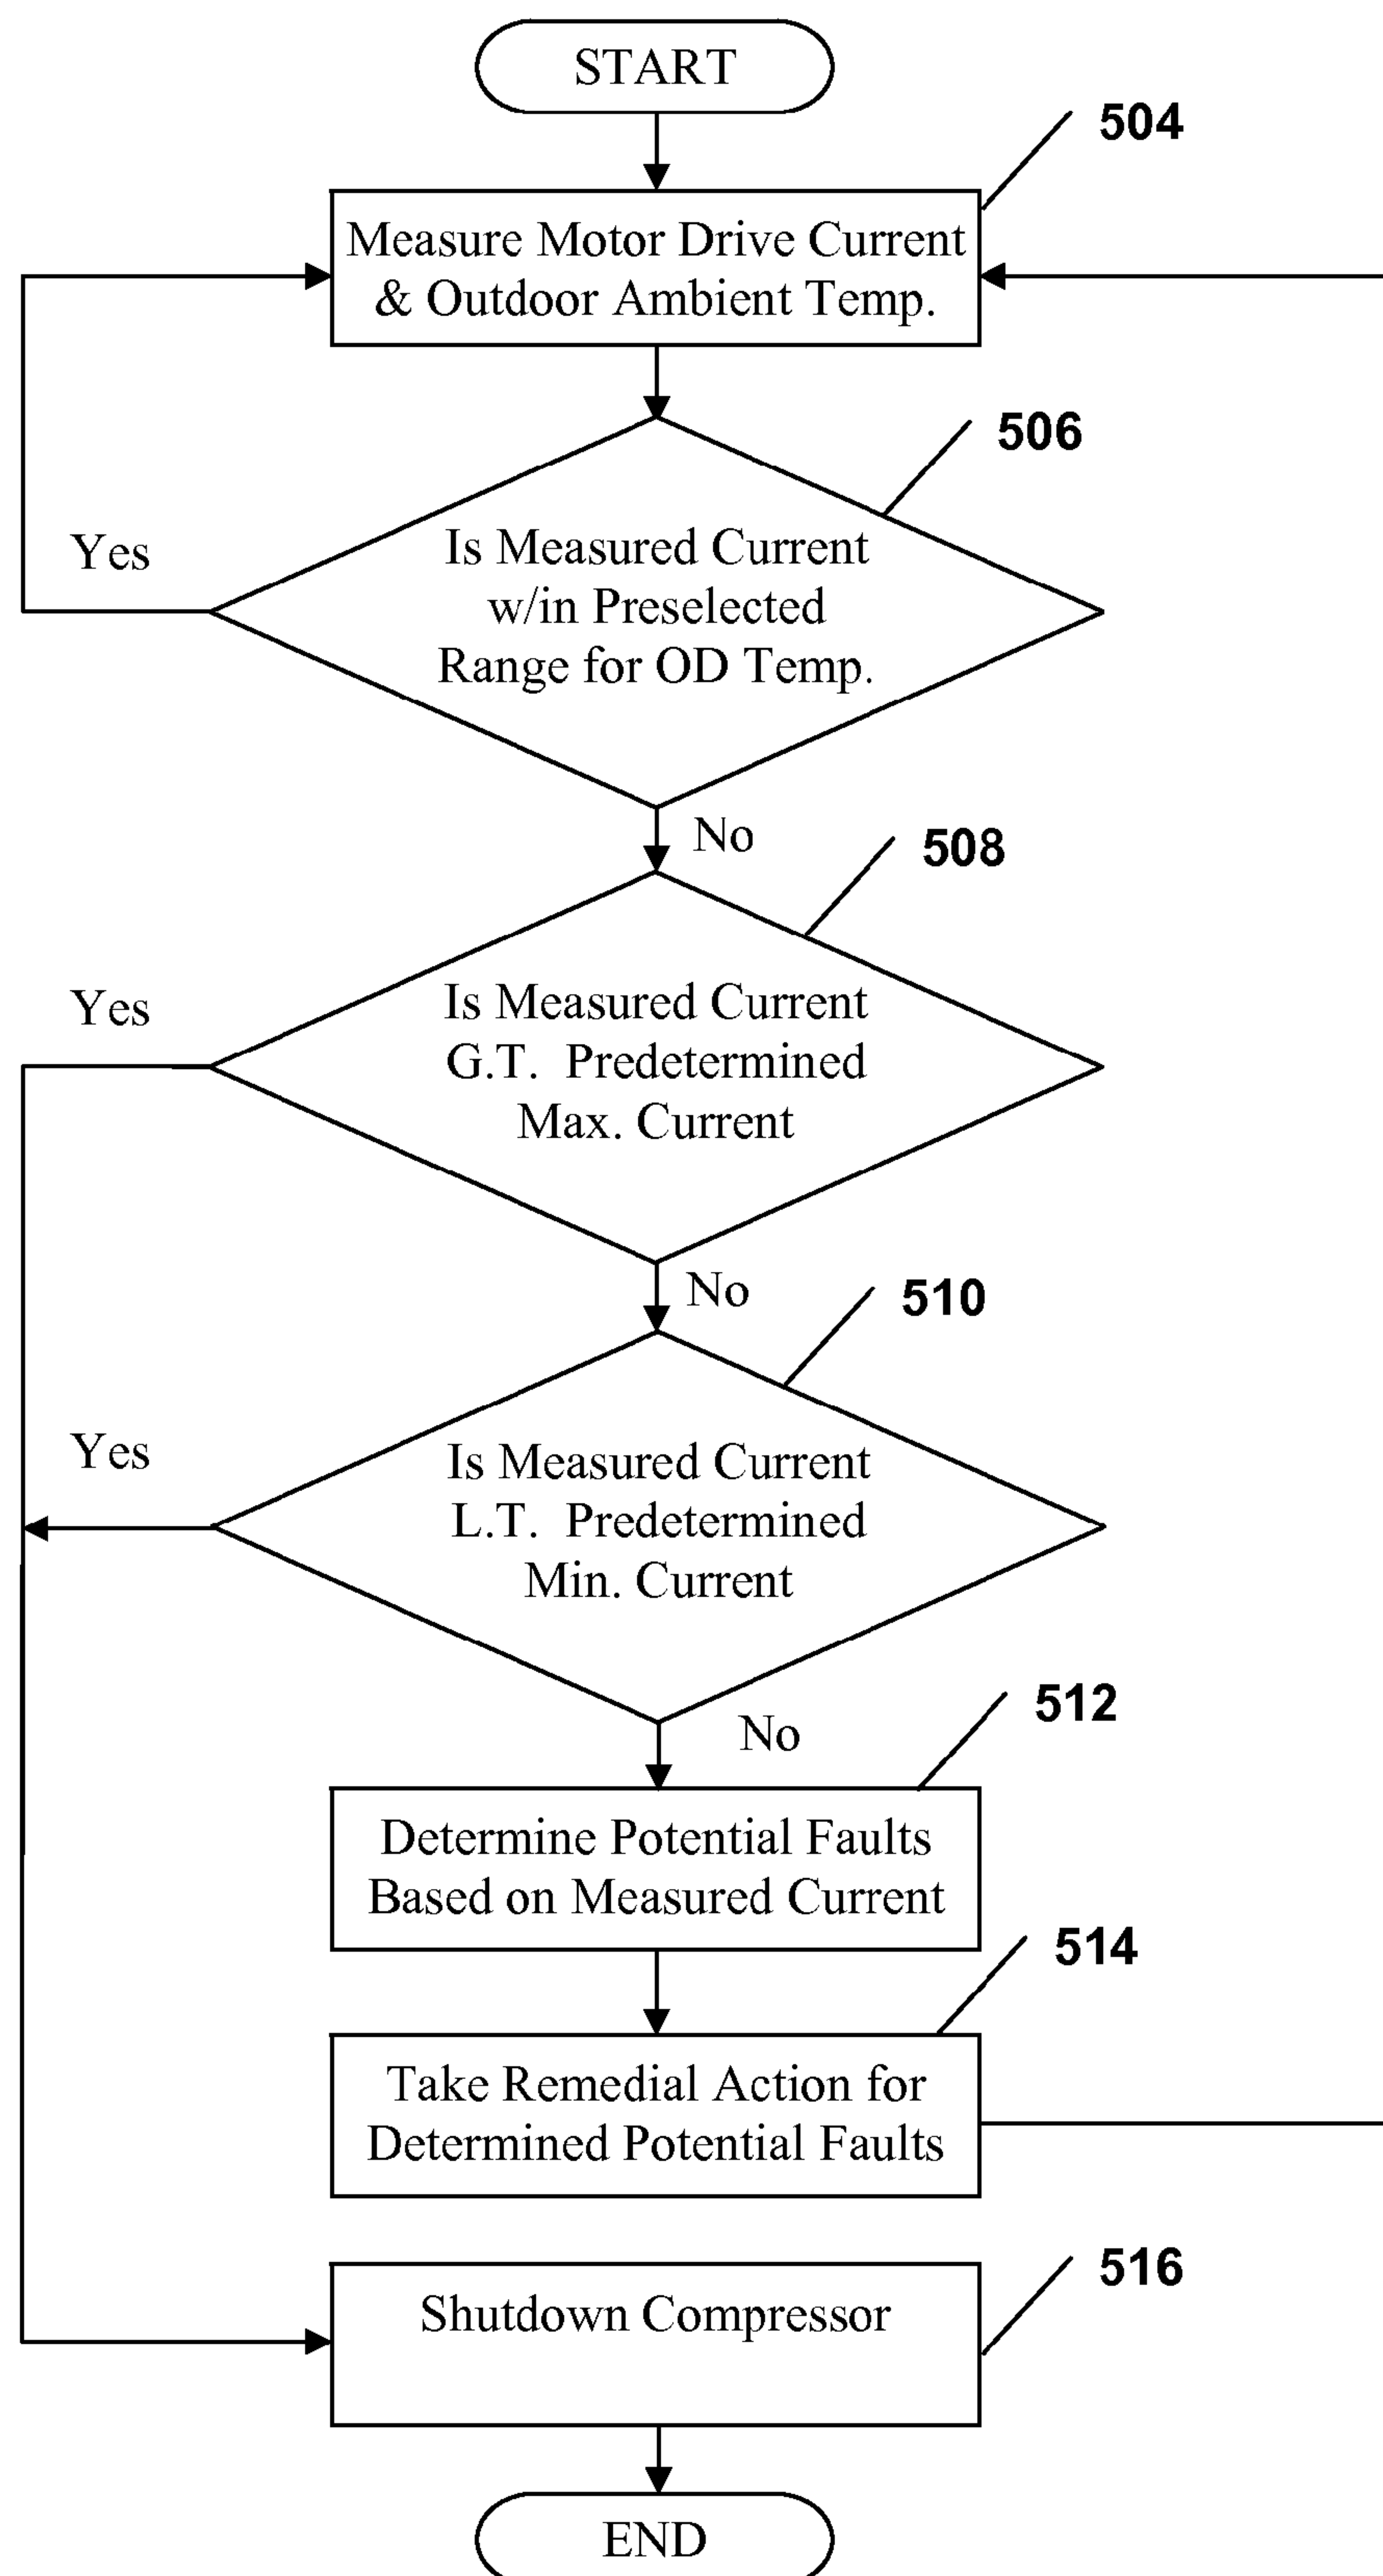 START
504
Measure Motor Drive Current
& Outdoor Ambient Temp.
506
Is Measured Current
w/in Preselected
Range for OD Temp.
Yes
No
508
Is Measured Current
G.T. Predetermined
Max. Current
Yes
No
510
Is Measured Current
L.T. Predetermined
Min. Current
Yes
No
512
Determine Potential Faults
Based on Measured Current
514
Take Remedial Action for
Determined Potential Faults
516
Shutdown Compressor
END